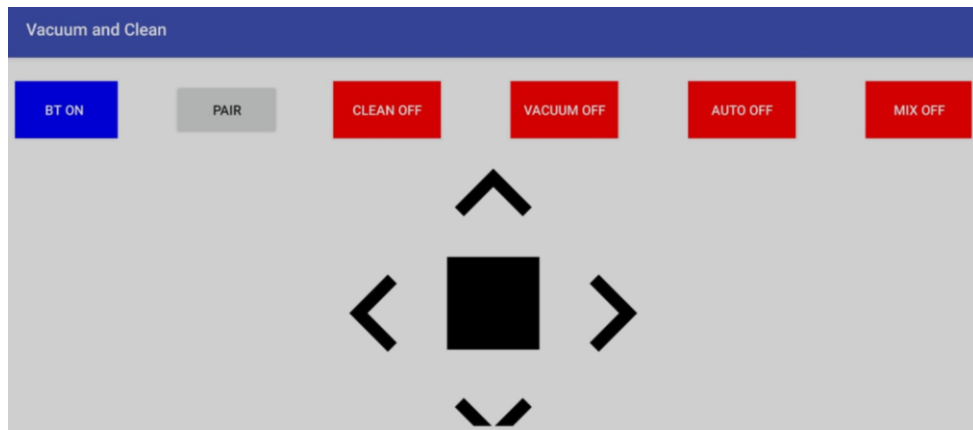 Vacuum and Clean
BT ON PAIR CLEAN OFF VACUUM OFF AUTO OFF MIX OFF